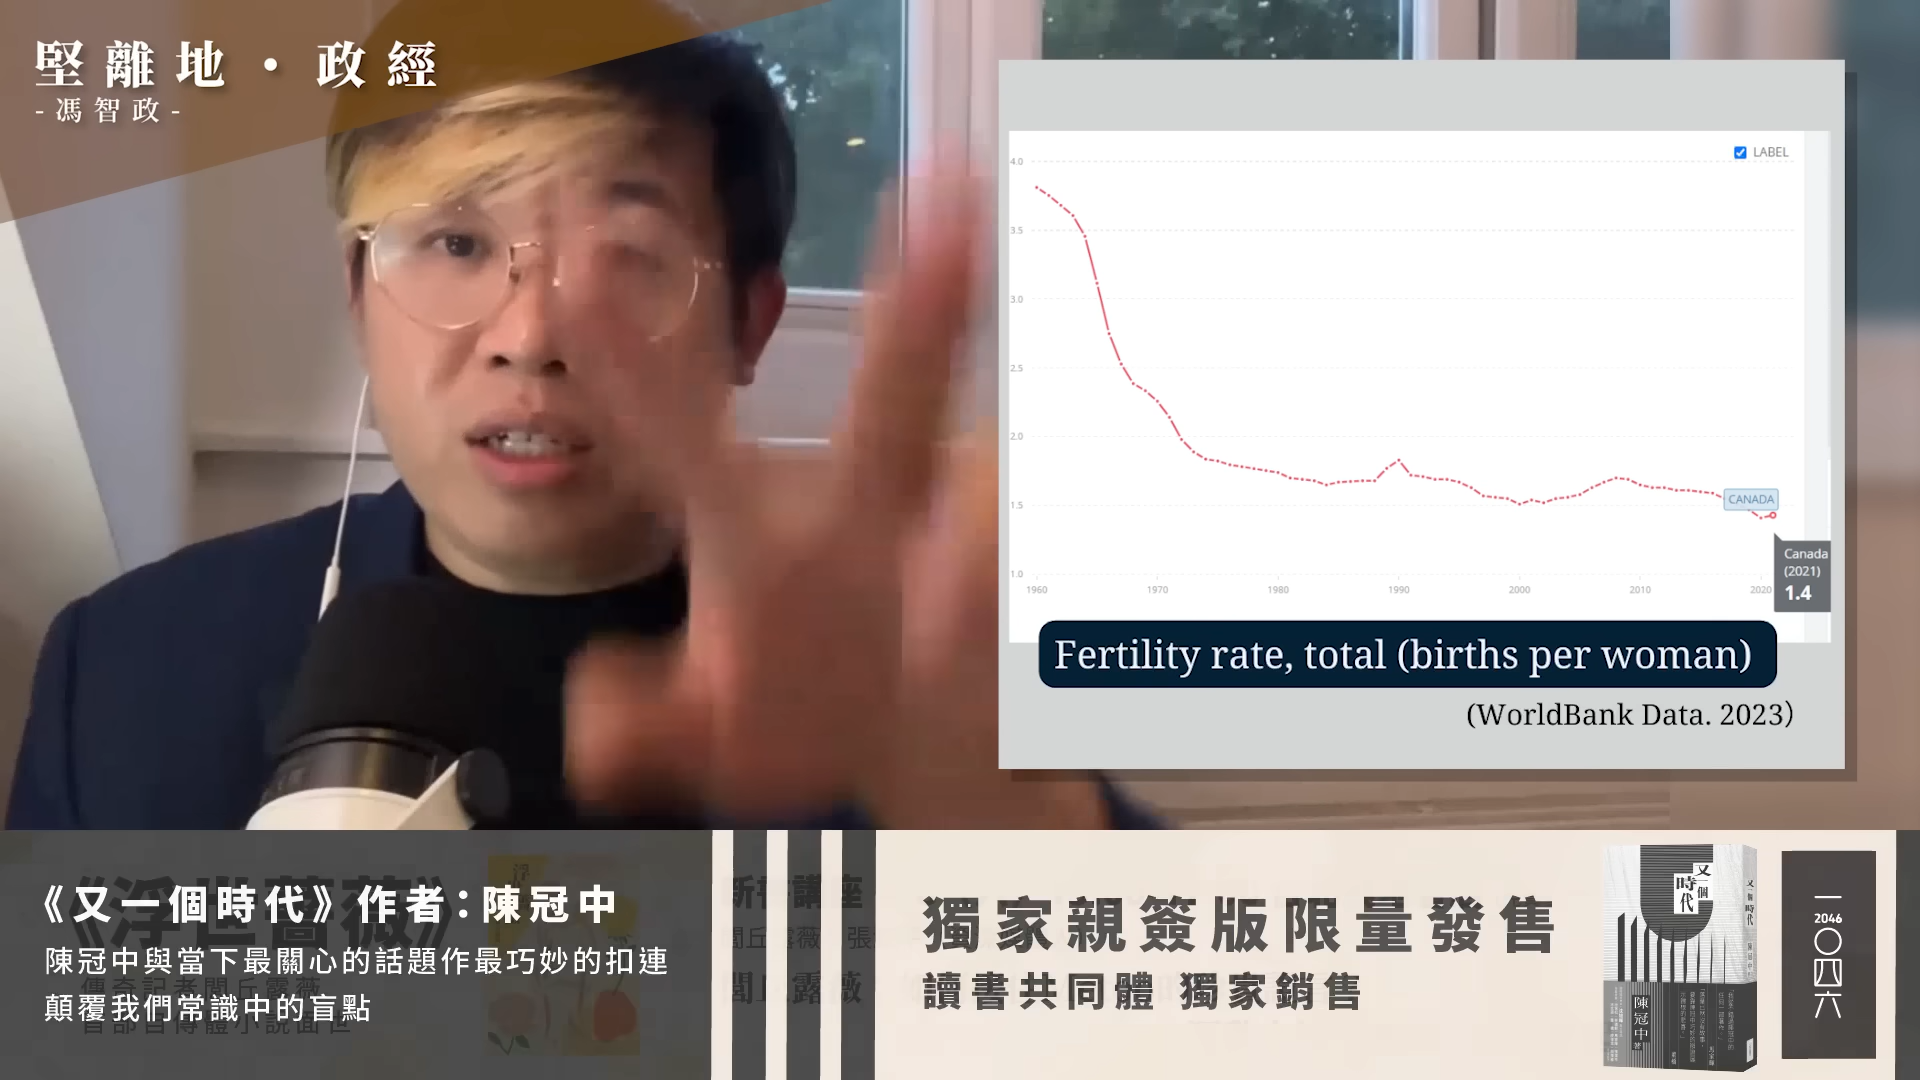 堅離地・政經
-馮智政-
LABEL
4.0
3.5
3.0
2.5
2.0
1.5
1.0
1960
1970
1980
1990
2000
2010
2020
CANADA
Canada
(2021)
1.4
Fertility rate, total (births per woman)
(WorldBank Data. 2023)
《又一個時代》作者：陳冠中
陳冠中與當下最關心的話題作最巧妙的扣連
顛覆我們常識中的盲點
獨家親簽版限量發售
讀書共同體 獨家銷售
又一個時代
陳冠中
一
2046
〇
四
六